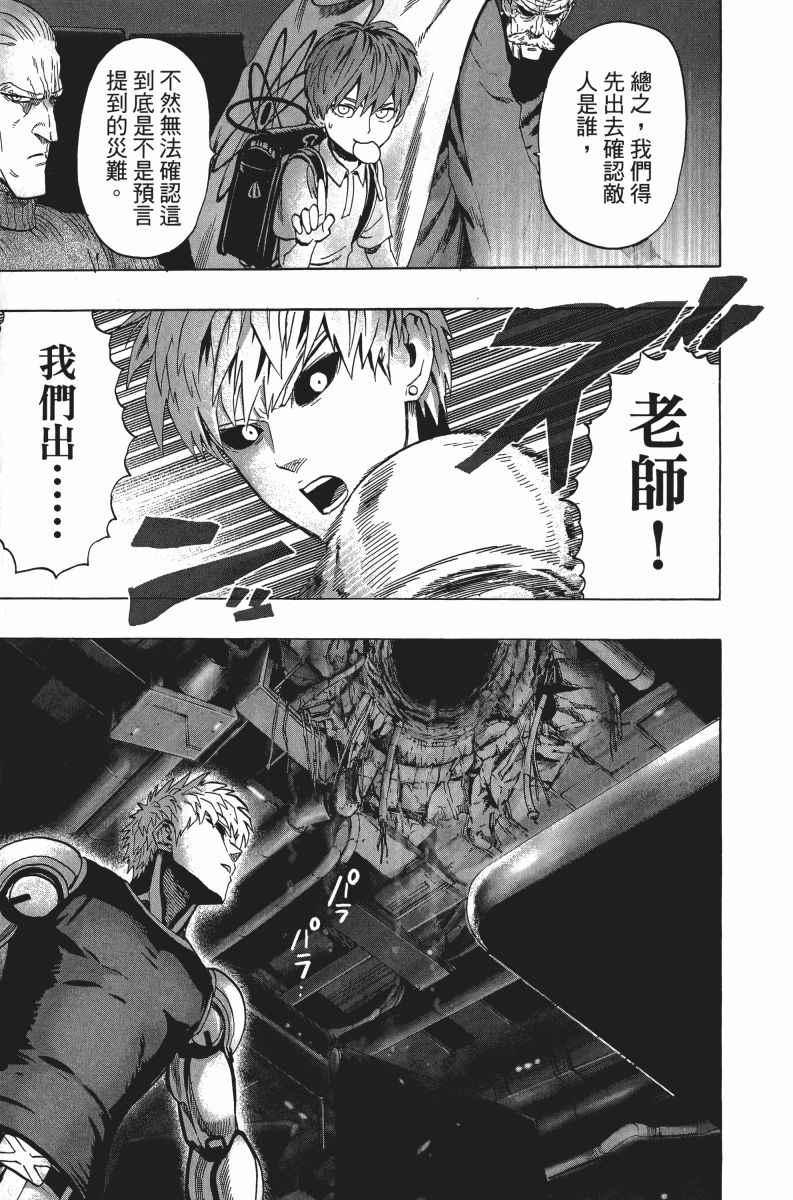 總之，我們得
先出去確認敵
人是誰，
不然無法確認這
到底是不是預言
提到的災難。
老師！
我們出……
パラ
パラ…